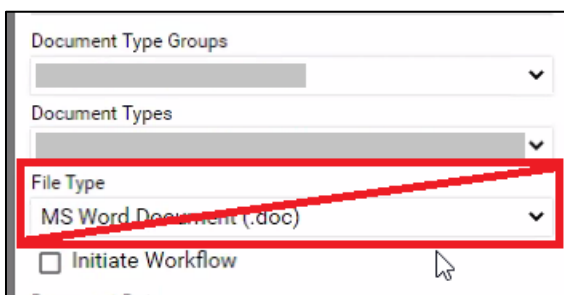 Document Type Groups
Document Types
File Type
MS Word Document (.doc)
Initiate Workflow